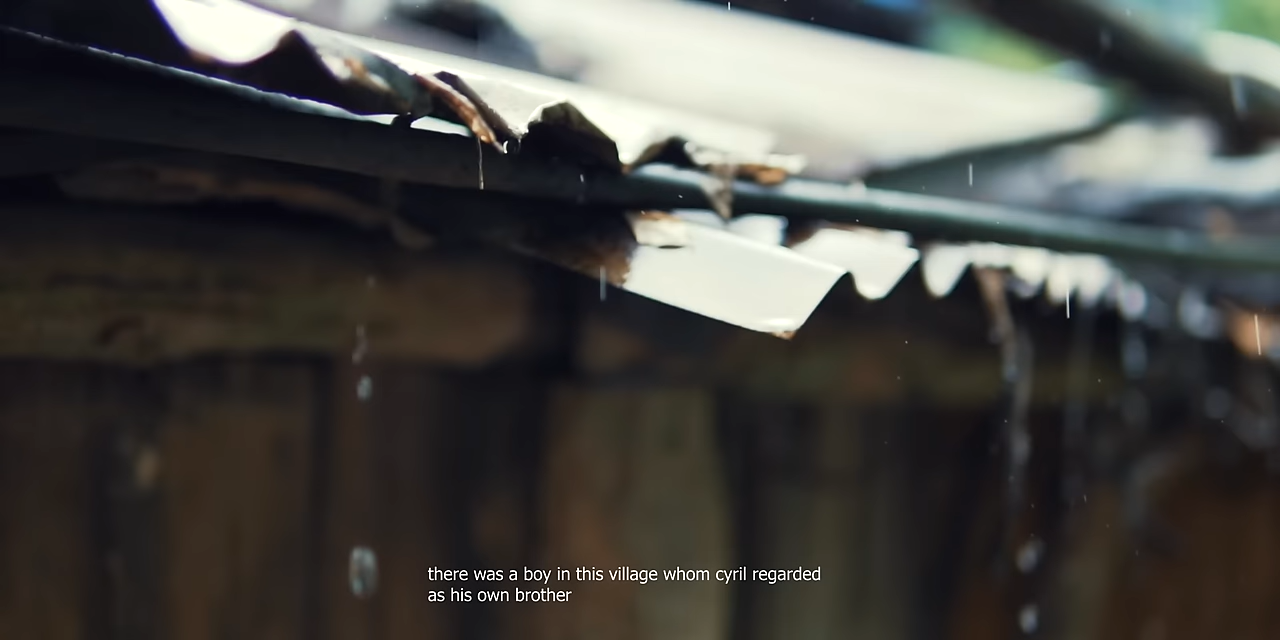 there was a boy in this village whom cyril regarded
as his own brother